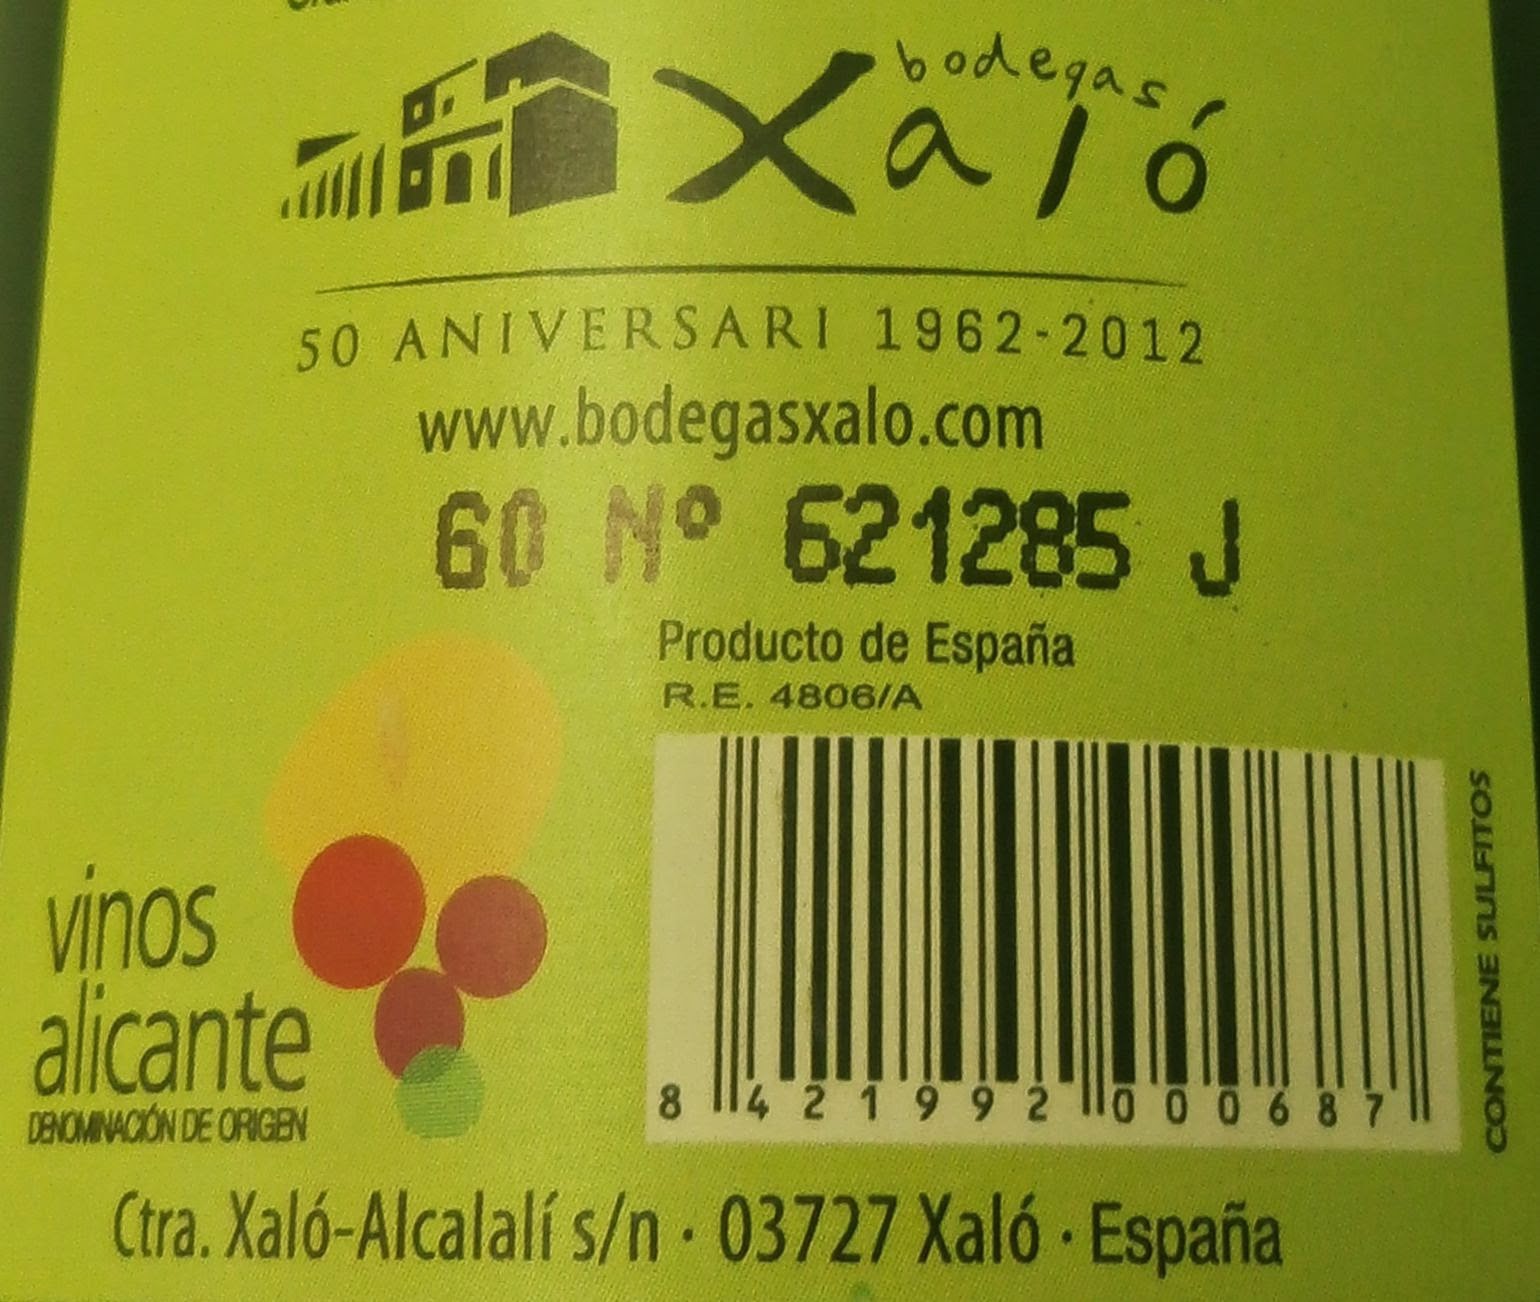 bodegas
xaló
50 ANIVERSARI 1962-2012
www.bodegasxalo.com
60 Nº 621285 J
Producto de España
R.E. 4806/A
8 421992 000687
CONTIENE SULFITOS
vinos
alicante
DENOMINACIÓN DE ORIGEN
Ctra. Xaló-Alcalalí s/n · 03727 Xaló · España